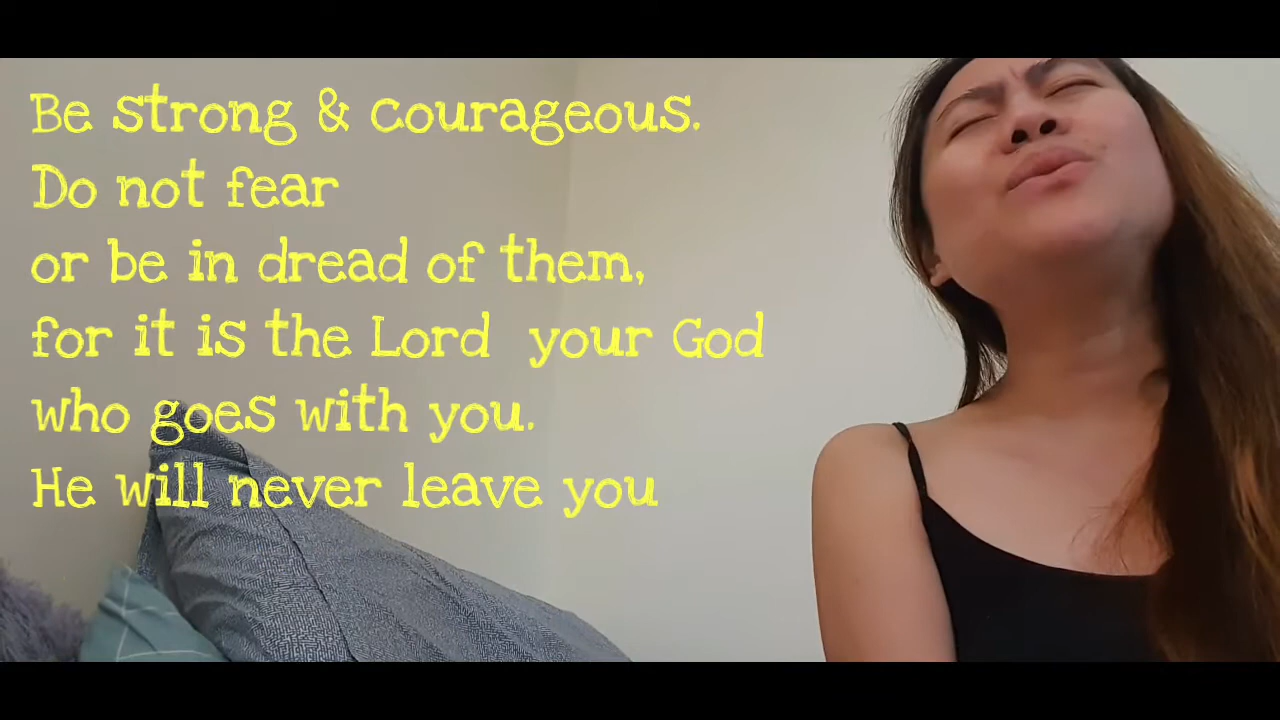 Be strong & courageous.
Do not fear
or be in dread of them,
for it is the Lord your God
who goes with you.
He will never leave you